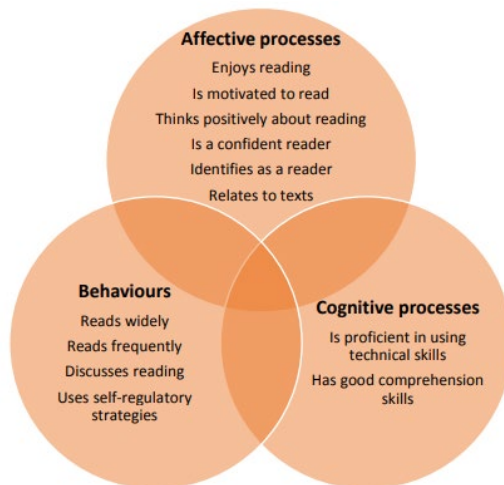 Affective processes
Enjoys reading
Is motivated to read
Thinks positively about reading
Is a confident reader
Identifies as a reader
Relates to texts
Behaviours
Reads widely
Reads frequently
Discusses reading
Uses self-regulatory
strategies
Cognitive processes
Is proficient in using
technical skills
Has good comprehension
skills